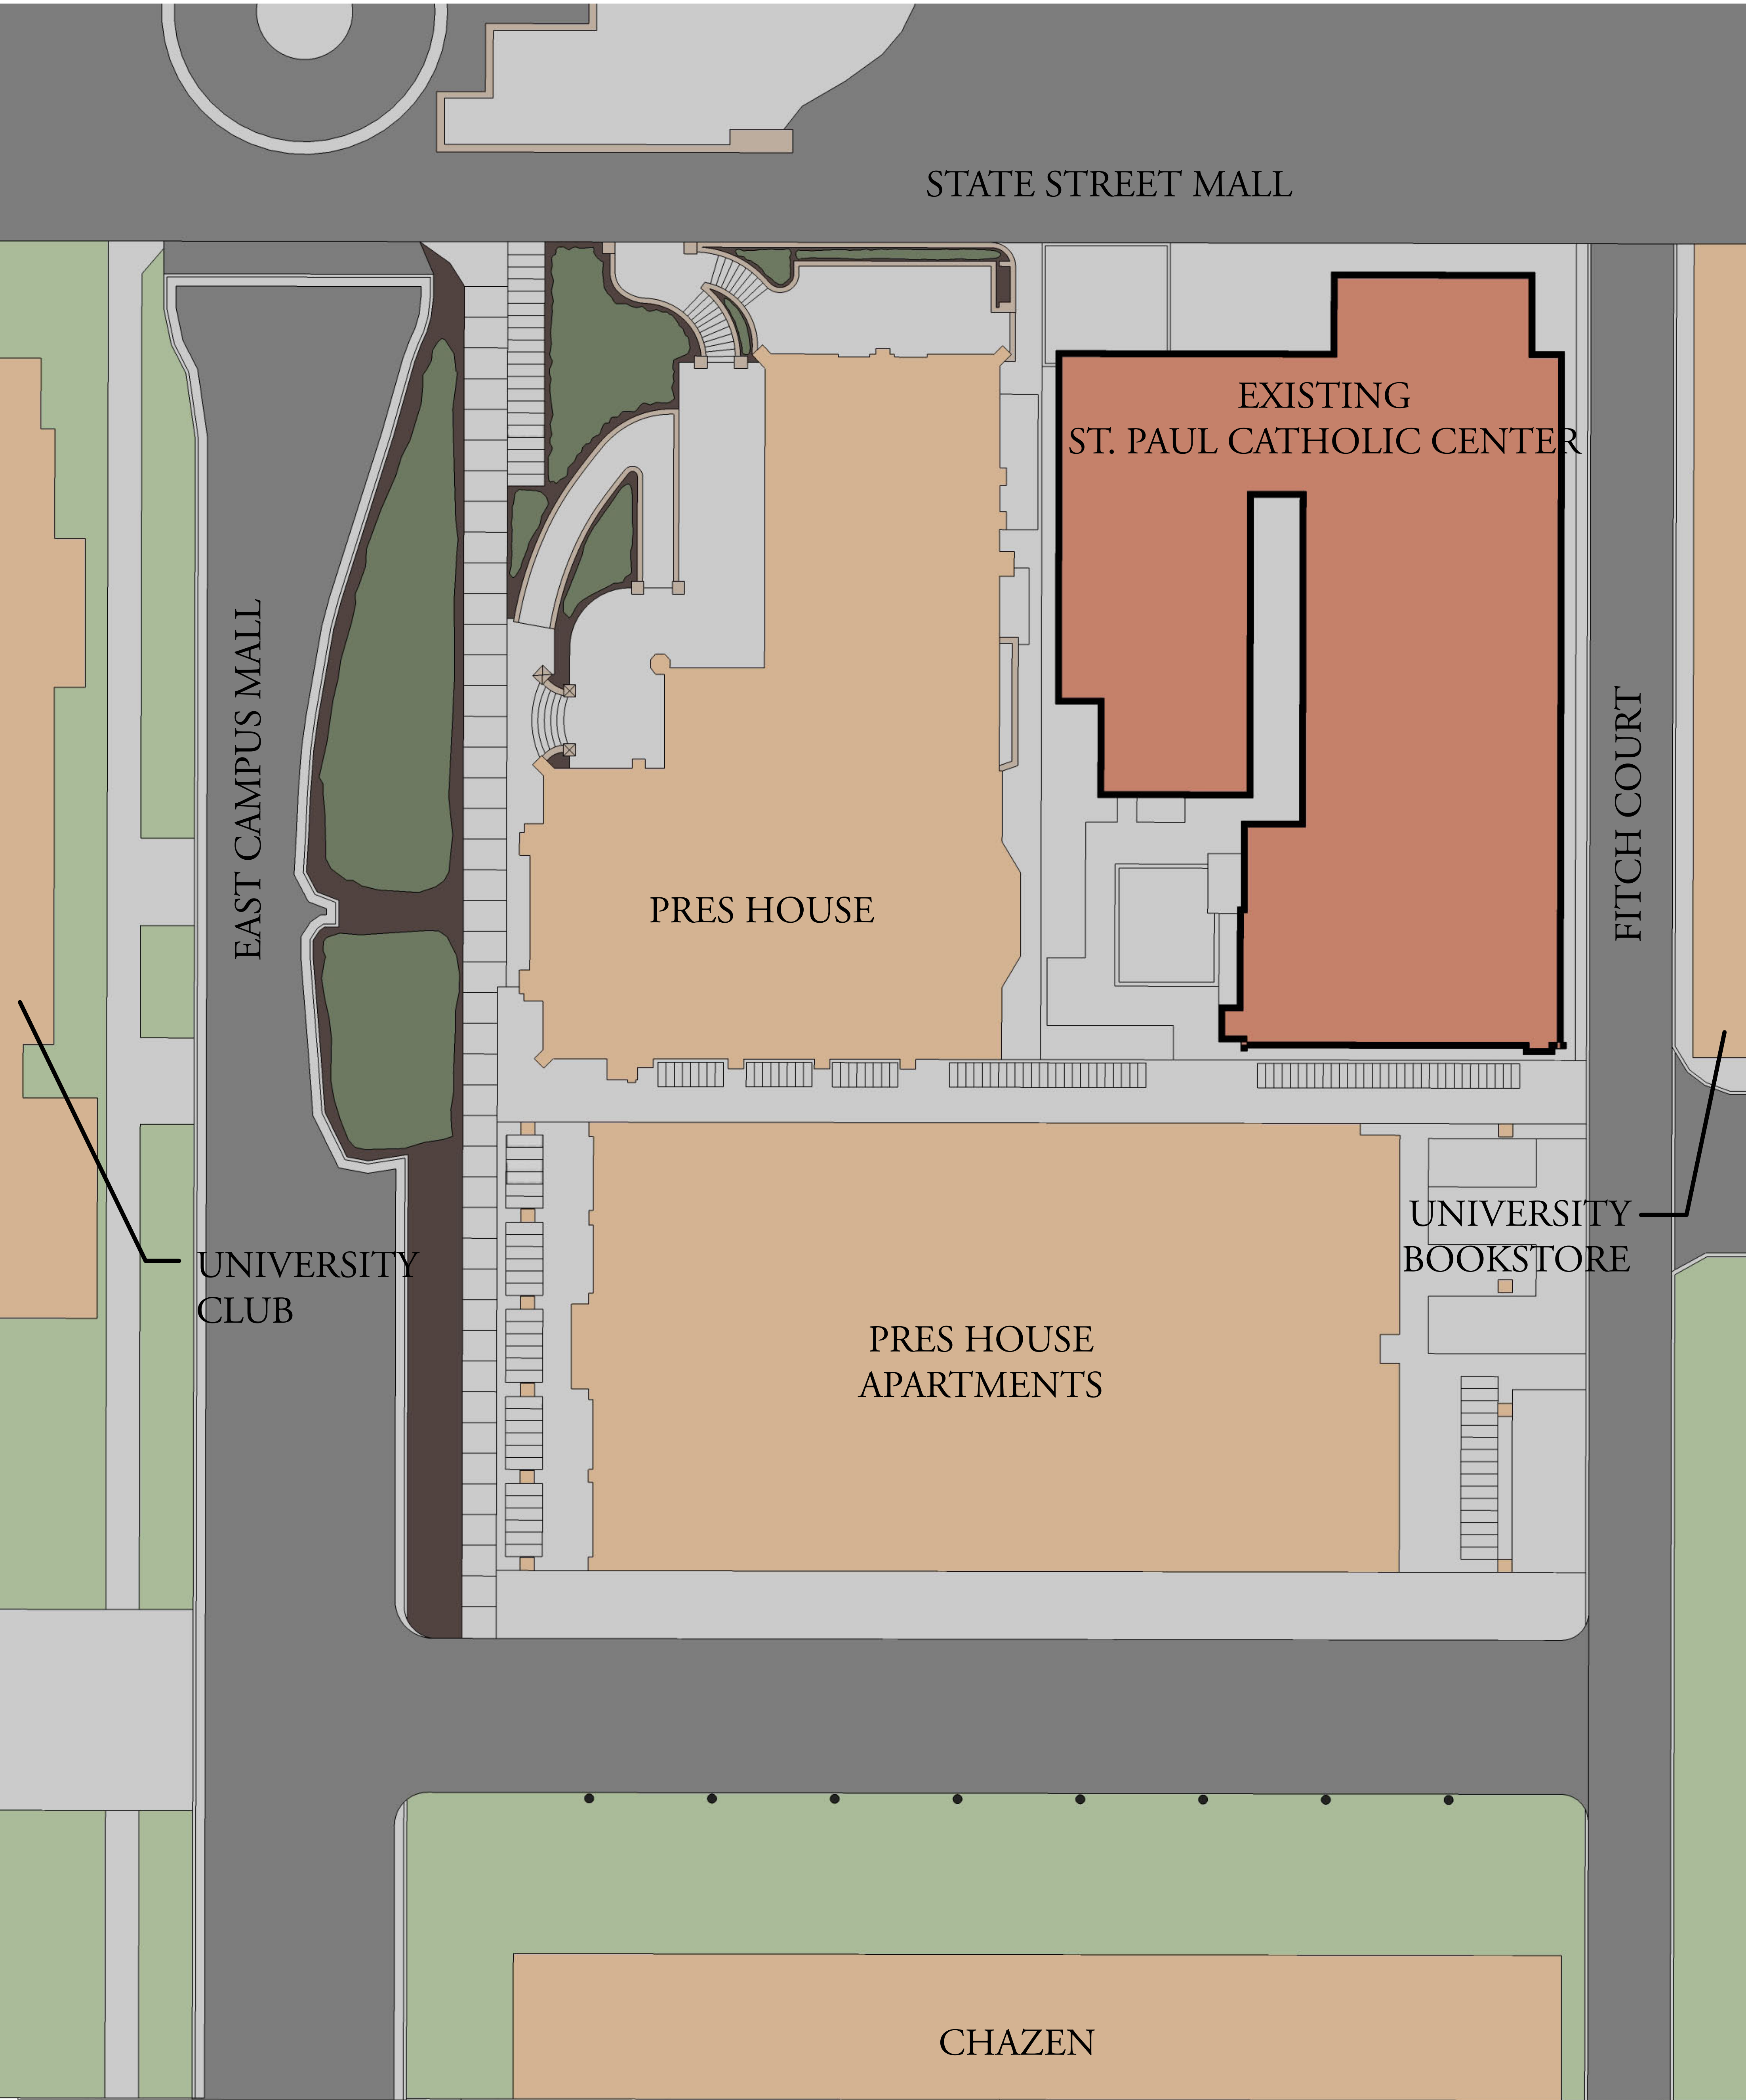 STATE STREET MALL
EXISTING
ST. PAUL CATHOLIC CENTER
EAST CAMPUS MALL
FITCH COURT
PRES HOUSE
UNIVERSITY
BOOKSTORE
UNIVERSITY
CLUB
PRES HOUSE
APARTMENTS
CHAZEN